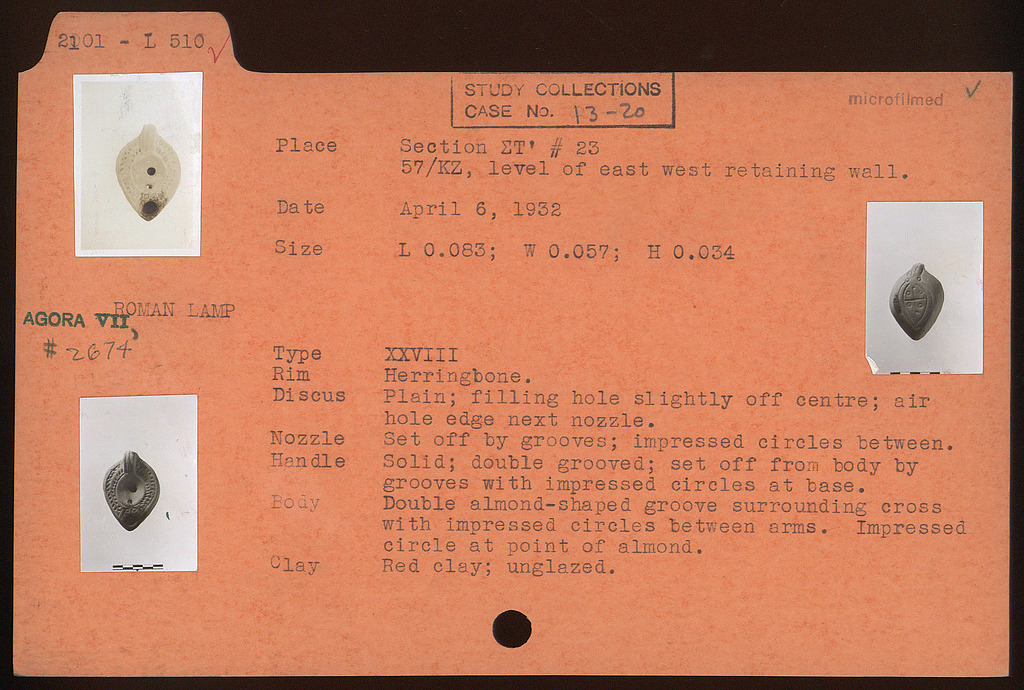 2101 - L 510
STUDY COLLECTIONS
CASE No. 13-20
microfilmed
Place Section ΣΤ' # 23
57/KZ, level of east west retaining wall.
Date April 6, 1932
Size L 0.083; W 0.057; H 0.034
ROMAN LAMP
AGORA VII,
# 2674
Type XXVIII
Rim Herringbone.
Discus Plain; filling hole slightly off centre; air
hole edge next nozzle.
Nozzle Set off by grooves; impressed circles between.
Handle Solid; double grooved; set off from body by
grooves with impressed circles at base.
Body Double almond-shaped groove surrounding cross
with impressed circles between arms. Impressed
circle at point of almond.
Clay Red clay; unglazed.